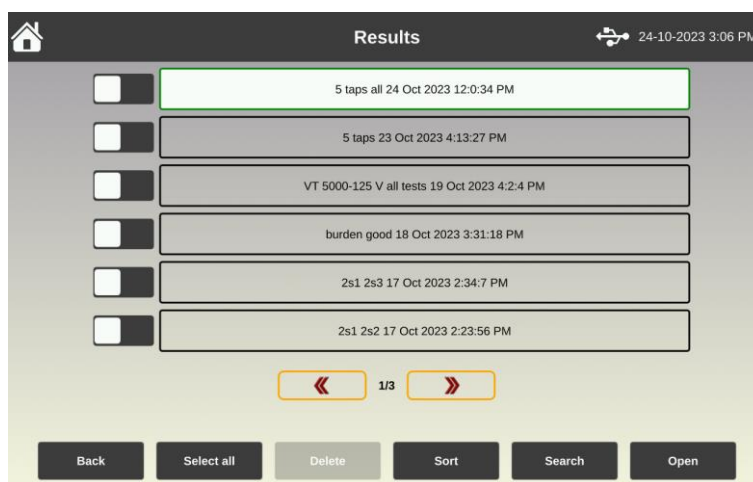 Results
24-10-2023 3:06 PM
5 taps all 24 Oct 2023 12:0:34 PM
5 taps 23 Oct 2023 4:13:27 PM
VT 5000-125 V all tests 19 Oct 2023 4:2:4 PM
burden good 18 Oct 2023 3:31:18 PM
2s1 2s3 17 Oct 2023 2:34:7 PM
2s1 2s2 17 Oct 2023 2:23:56 PM
1/3
Back Select all Delete Sort Search Open